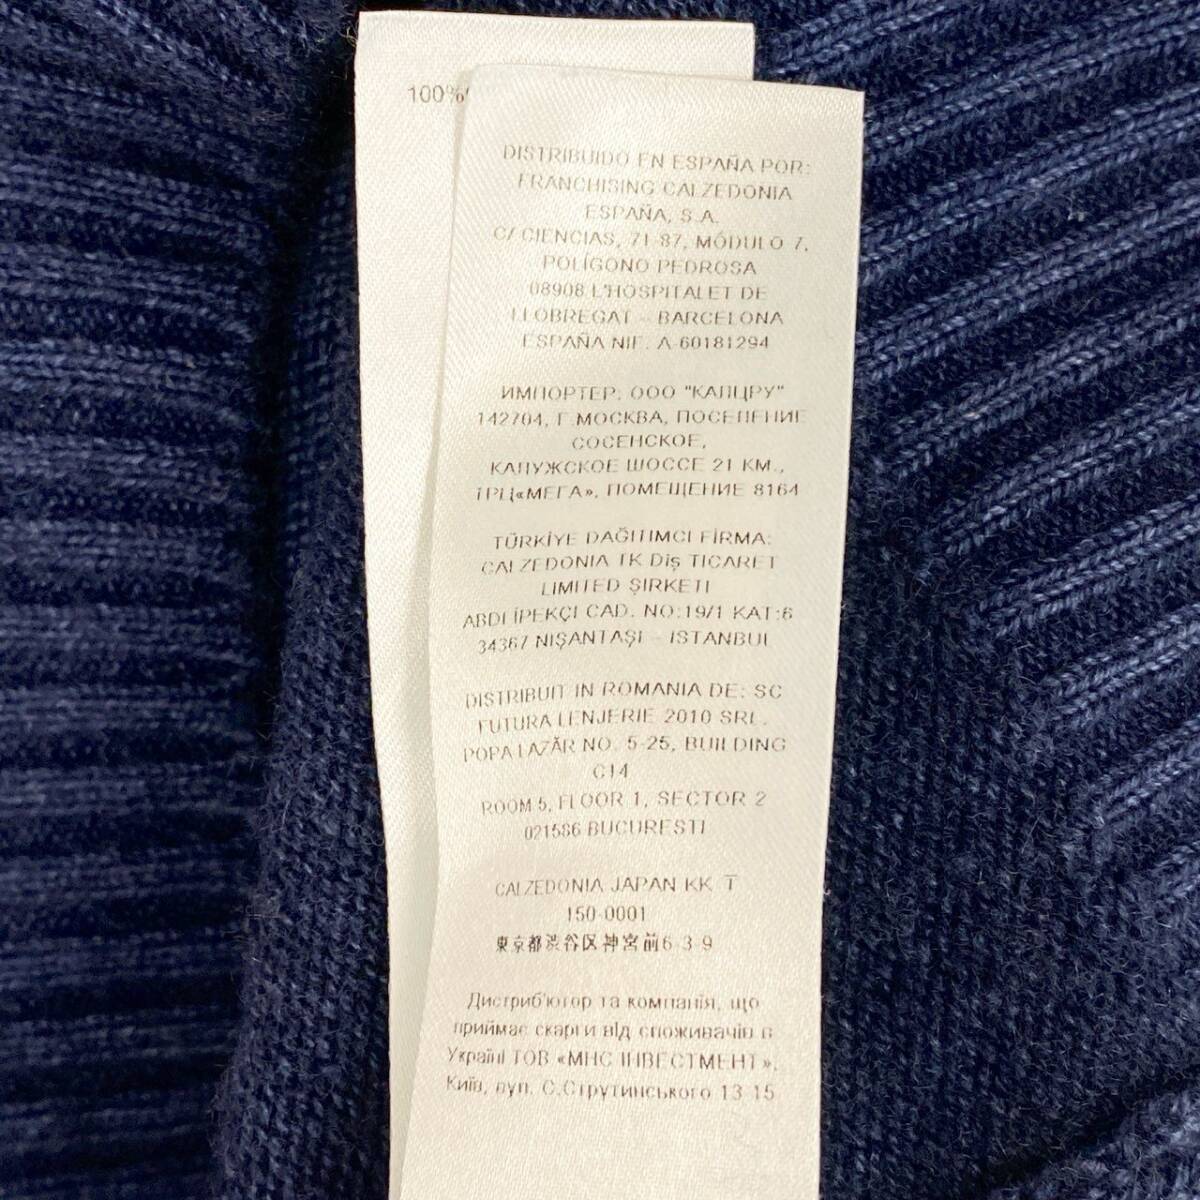 100%
DISTRIBUIDO EN ESPAÑA POR:
FRANCHISING CALZEDONIA
ESPAÑA, S.A.
C/ CIENCIAS, 71-87, MÓDULO 7,
POLÍGONO PEDROSA
08908 L'HOSPITALET DE
LLOBREGAT - BARCELONA
ESPAÑA NIF. A-60181294
ИМПОРТЕР: ООО "КАЛЦРУ"
142704, Г.МОСКВА, ПОСЕЛЕНИЕ
СОСЕНСКОЕ,
КАЛУЖСКОЕ ШОССЕ 21 КМ.,
ТРЦ«МЕГА», ПОМЕЩЕНИЕ 8164
TÜRKİYE DAĞITIMCI FİRMA:
CALZEDONIA TK Diş TICARET
LIMITED ŞIRKETI
ABDI İPEKÇI CAD. NO:19/1 KAT:6
34367 NIŞANTAŞI - ISTANBUL
DISTRIBUIT IN ROMANIA DE: SC
FUTURA LENJERIE 2010 SRL.
POPA LAZĂR NO. 5-25, BUILDING
C14
ROOM 5, FLOOR 1, SECTOR 2
021586 BUCURESTI
CALZEDONIA JAPAN KK 〒
150-0001
東京都渋谷区神宮前6-3-9
Дистриб'ютор та компанія, що
приймає скарги від споживачів в
Україні ТОВ «МНС ІНВЕСТМЕНТ»,
Київ, вул. С.Струтинського 13-15